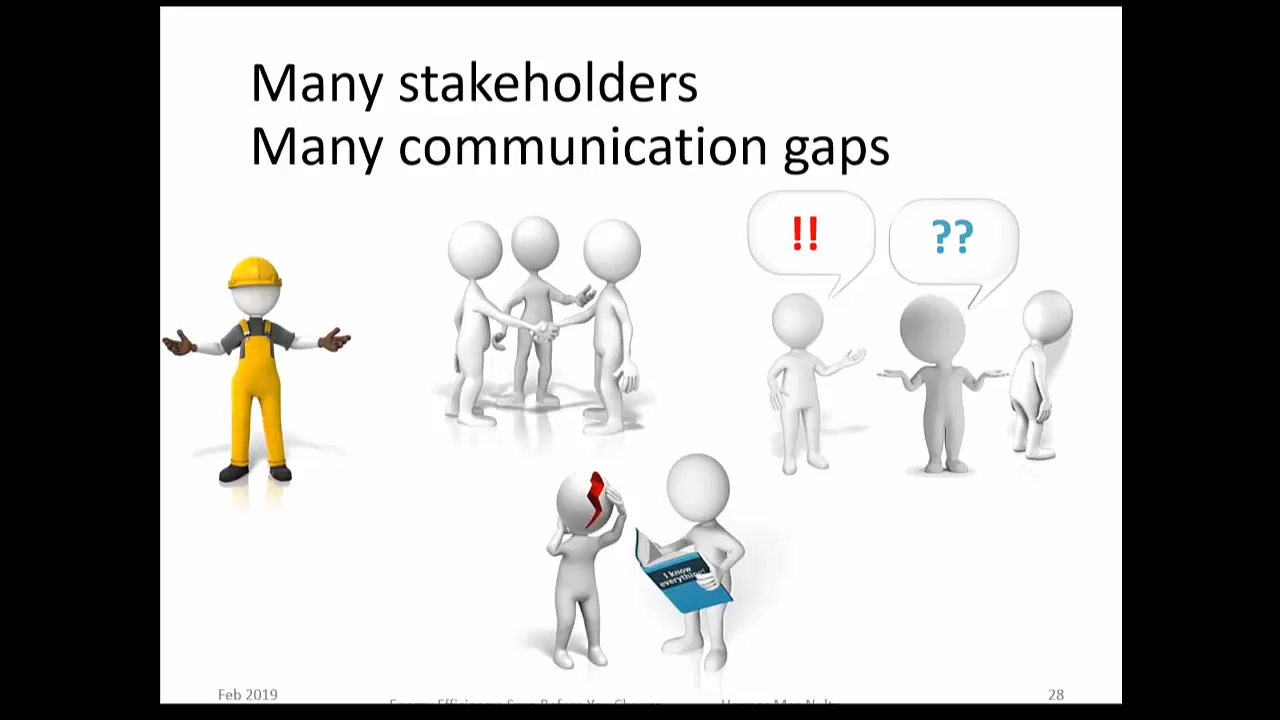 Many stakeholders
Many communication gaps
!!
??
I know
everything!
Feb 2019
28